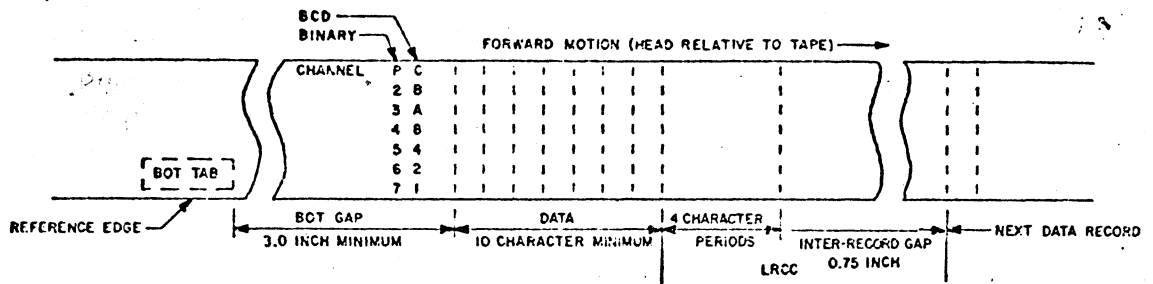 BCD
BINARY
FORWARD MOTION (HEAD RELATIVE TO TAPE)
CHANNEL P C
2 B
3 A
4 8
5 4
6 2
7 1
BOT TAB
REFERENCE EDGE
BOT GAP
3.0 INCH MINIMUM
DATA
10 CHARACTER MINIMUM
4 CHARACTER
PERIODS
LRCC
INTER-RECORD GAP
0.75 INCH
NEXT DATA RECORD